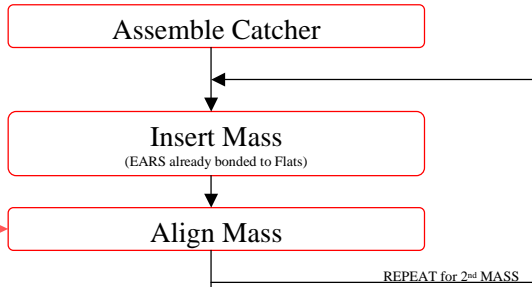 Assemble Catcher
Insert Mass
(EARS already bonded to Flats)
Align Mass
REPEAT for 2nd MASS